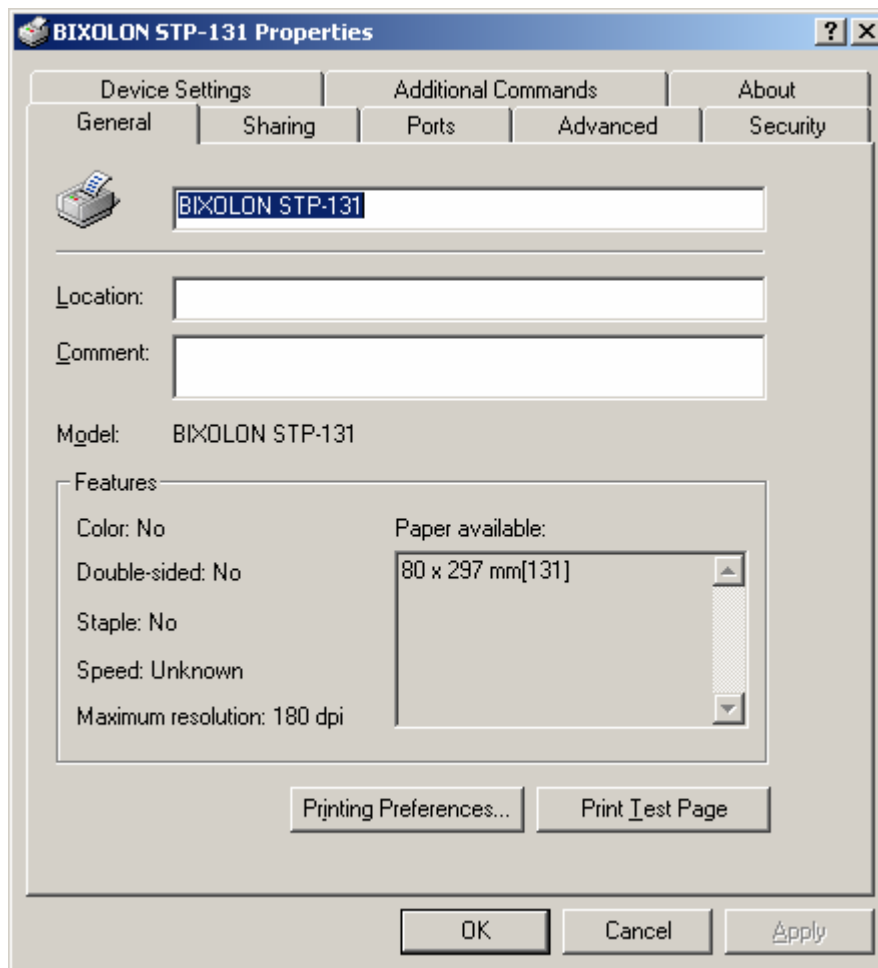 BIXOLON STP-131 Properties
?
Device Settings Additional Commands About
General Sharing Ports Advanced Security
BIXOLON STP-131
Location:
Comment:
Model: BIXOLON STP-131
Features
Color: No
Double-sided: No
Staple: No
Speed: Unknown
Maximum resolution: 180 dpi
Paper available:
80 x 297 mm[131]
Printing Preferences...
Print Test Page
OK Cancel Apply